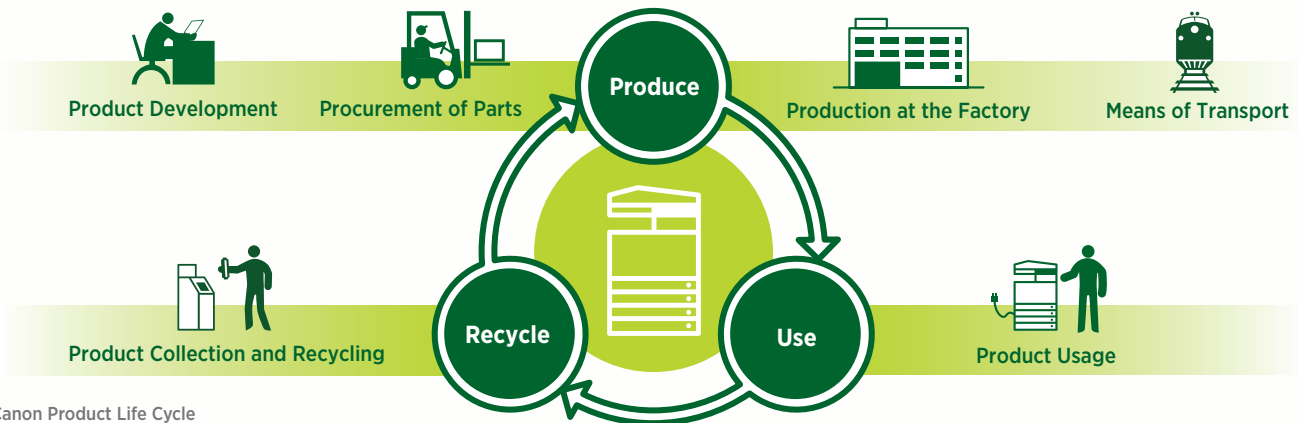 Produce
Product Development
Procurement of Parts
Production at the Factory
Means of Transport
Recycle
Use
Product Collection and Recycling
Product Usage
Canon Product Life Cycle